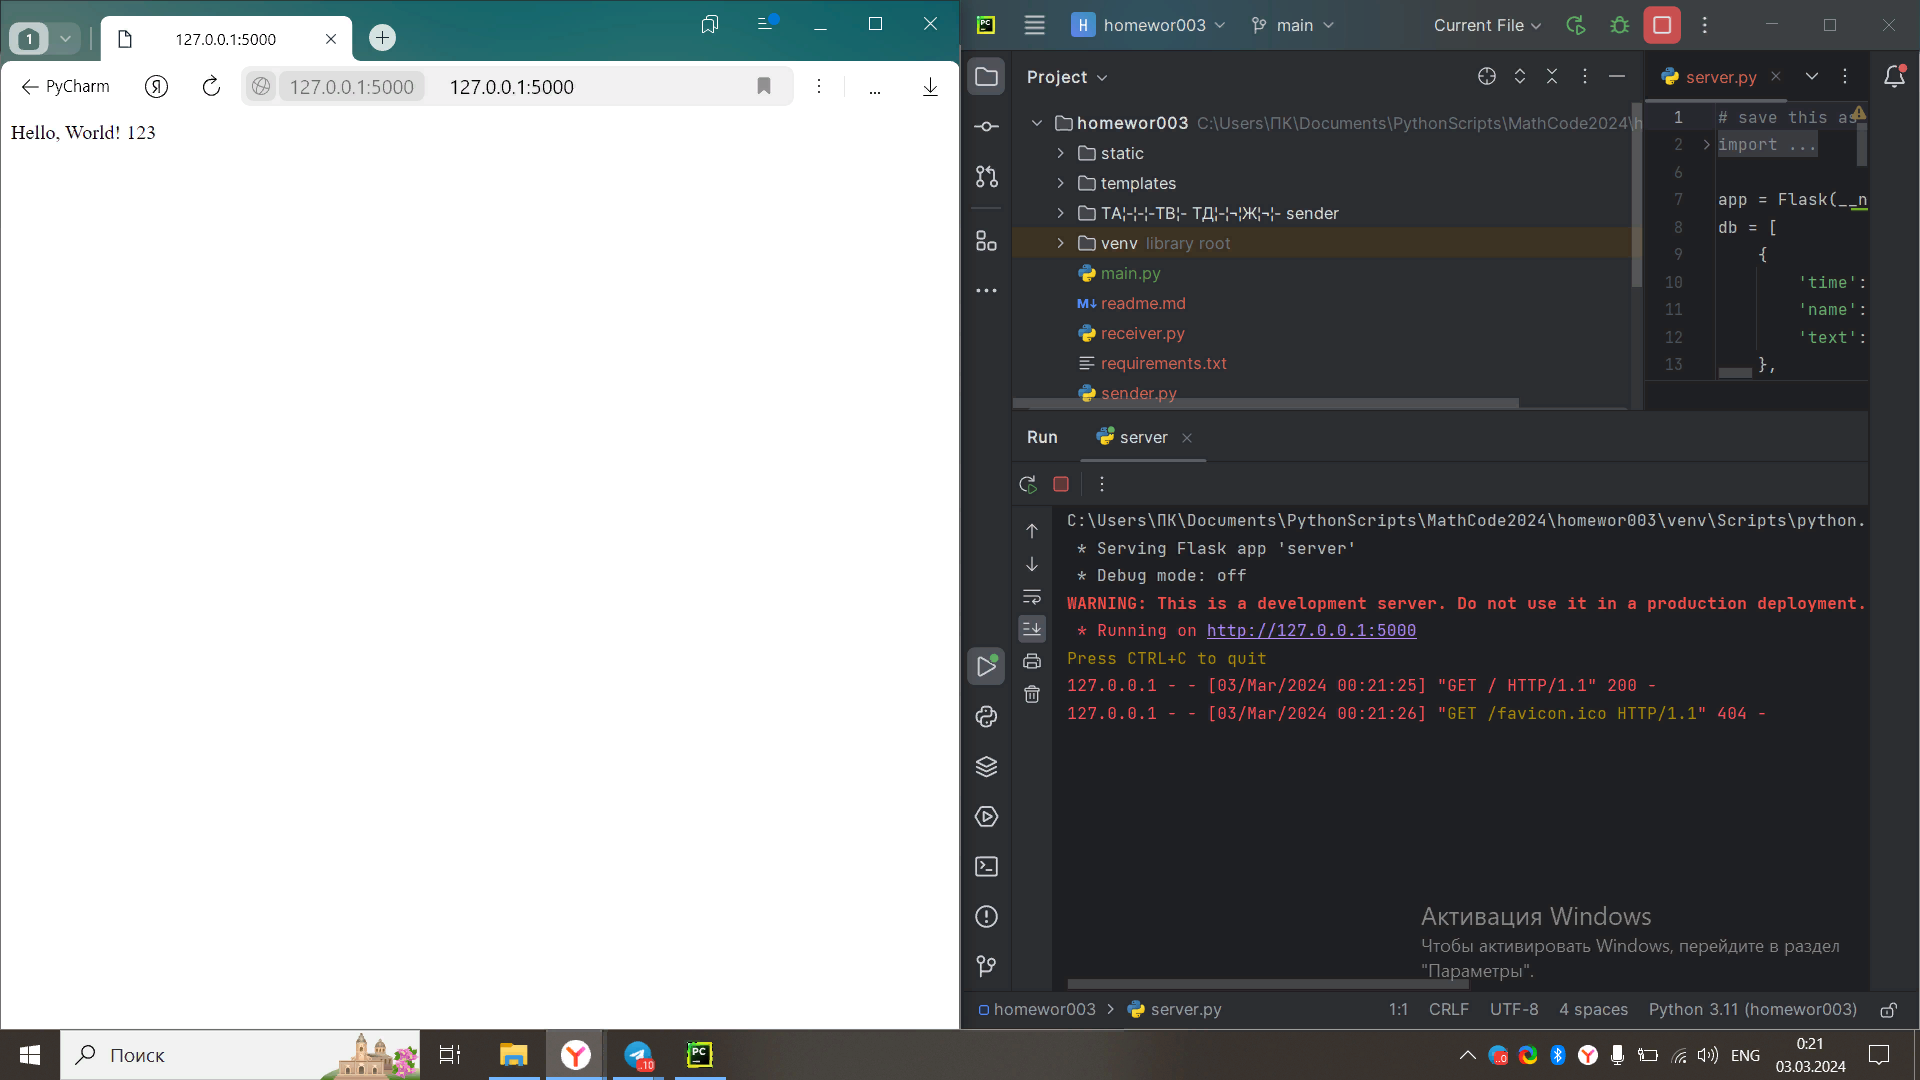 1
127.0.0.1:5000
PyCharm
Я
127.0.0.1:5000
127.0.0.1:5000
...
Hello, World! 123
PC
H
homewor003
main
Current File
Project
homewor003 C:\Users\ПК\Documents\PythonScripts\MathCode2024\h
static
templates
ТА¦-¦-¦-ТВ¦- ТД¦-¦¬¦Ж¦¬¦- sender
venv library root
main.py
M↓ readme.md
receiver.py
requirements.txt
sender.py
server.py
1 # save this as
2 import ...
6
7 app = Flask(__n
8 db = [
9 {
10 'time':
11 'name':
12 'text':
13 },
Run
server
C:\Users\ПК\Documents\PythonScripts\MathCode2024\homewor003\venv\Scripts\python.
* Serving Flask app 'server'
* Debug mode: off
WARNING: This is a development server. Do not use it in a production deployment.
* Running on http://127.0.0.1:5000
Press CTRL+C to quit
127.0.0.1 - - [03/Mar/2024 00:21:25] "GET / HTTP/1.1" 200 -
127.0.0.1 - - [03/Mar/2024 00:21:26] "GET /favicon.ico HTTP/1.1" 404 -
Активация Windows
Чтобы активировать Windows, перейдите в раздел
"Параметры".
homewor003 > server.py
1:1 CRLF UTF-8 4 spaces Python 3.11 (homewor003)
Поиск
Y
10
PC
Y
ENG
0:21
03.03.2024